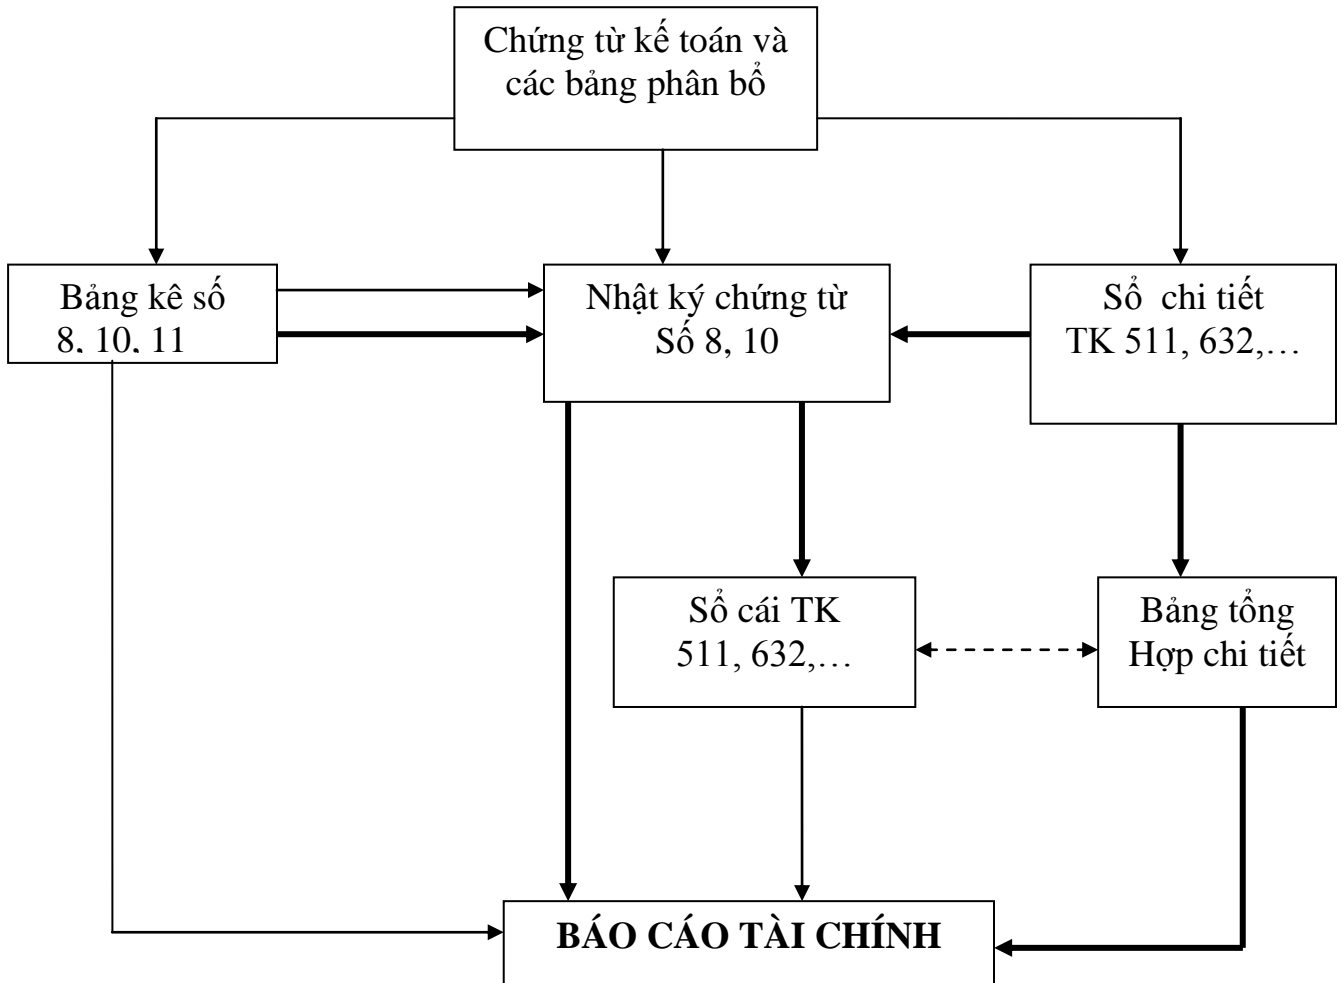 Chứng từ kế toán và
các bảng phân bổ
Bảng kê số
8, 10, 11
Nhật ký chứng từ
Số 8, 10
Sổ chi tiết
TK 511, 632,…
Sổ cái TK
511, 632,…
Bảng tổng
Hợp chi tiết
BÁO CÁO TÀI CHÍNH